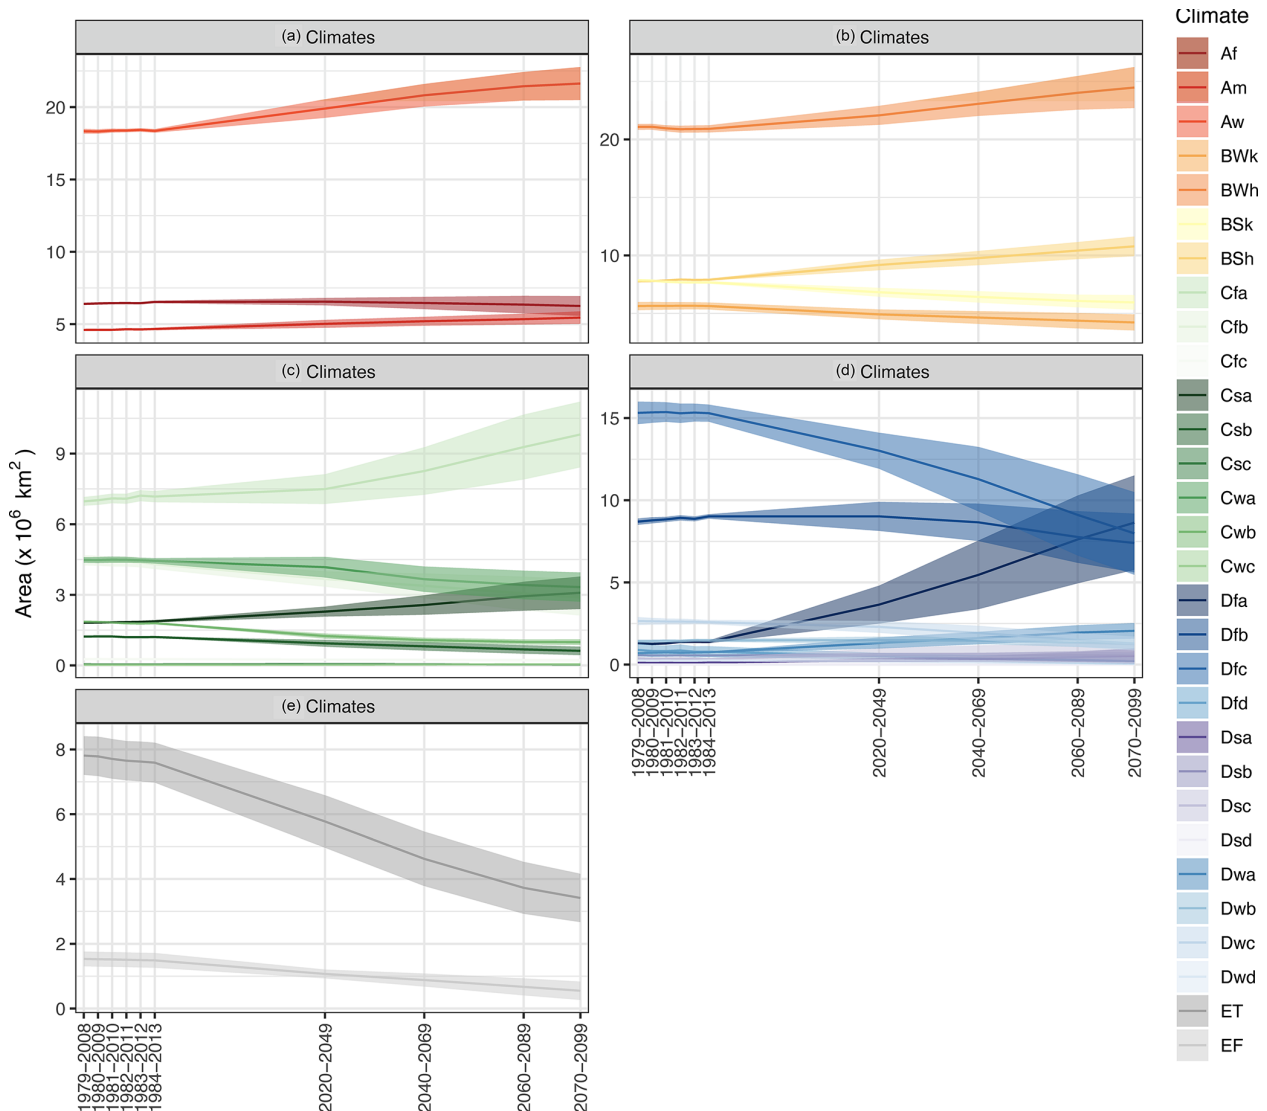 (a) Climates
20
15
10
5
(b) Climates
20
10
(c) Climates
9
6
3
0
(d) Climates
15
10
5
0
1979–2008
1980–2009
1981–2010
1982–2011
1983–2012
1984–2013
2020–2049
2040–2069
2060–2089
2070–2099
(e) Climates
8
6
4
2
0
1979–2008
1980–2009
1981–2010
1982–2011
1983–2012
1984–2013
2020–2049
2040–2069
2060–2089
2070–2099
Area (x 10⁶ km²)
Climate
Af
Am
Aw
BWk
BWh
BSk
BSh
Cfa
Cfb
Cfc
Csa
Csb
Csc
Cwa
Cwb
Cwc
Dfa
Dfb
Dfc
Dfd
Dsa
Dsb
Dsc
Dsd
Dwa
Dwb
Dwc
Dwd
ET
EF